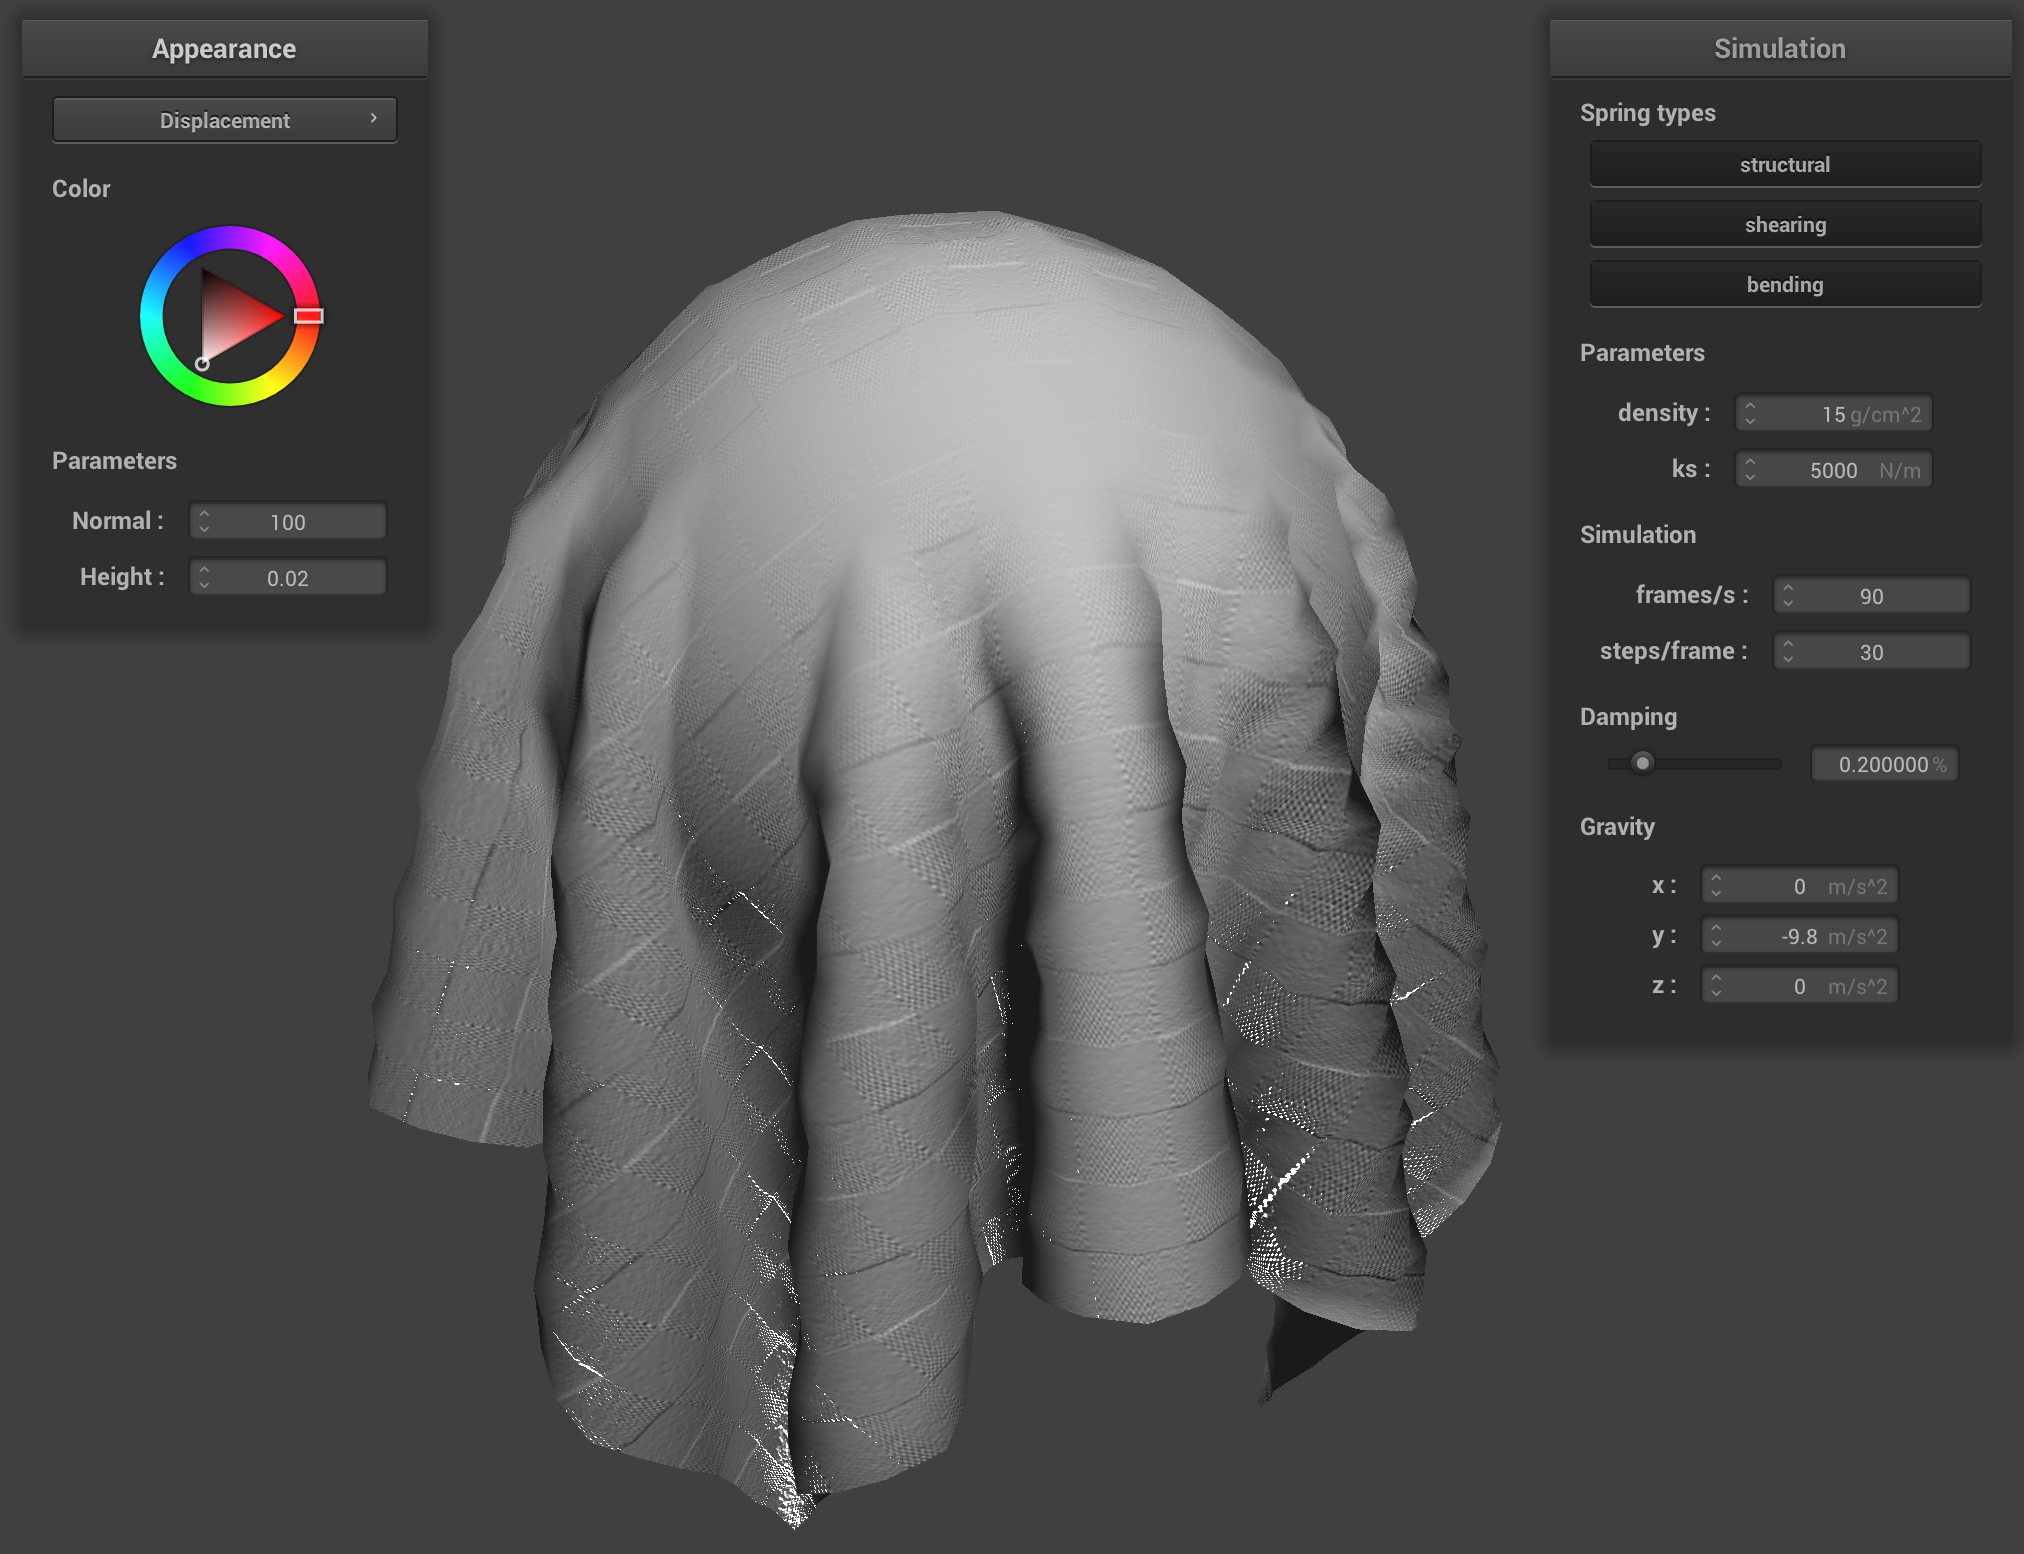 Appearance
Displacement
Color
Parameters
Normal : 100
Height : 0.02
Simulation
Spring types
structural
shearing
bending
Parameters
density : 15 g/cm^2
ks : 5000 N/m
Simulation
frames/s : 90
steps/frame : 30
Damping
0.200000 %
Gravity
x : 0 m/s^2
y : -9.8 m/s^2
z : 0 m/s^2